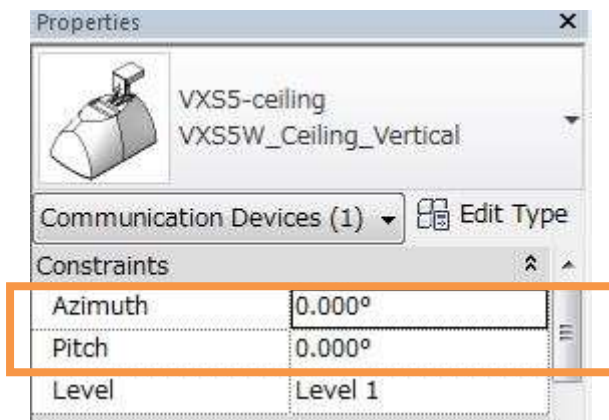 Properties
VXS5-ceiling
VXS5W_Ceiling_Vertical
Communication Devices (1) Edit Type
Constraints
Azimuth 0.000°
Pitch 0.000°
Level Level 1